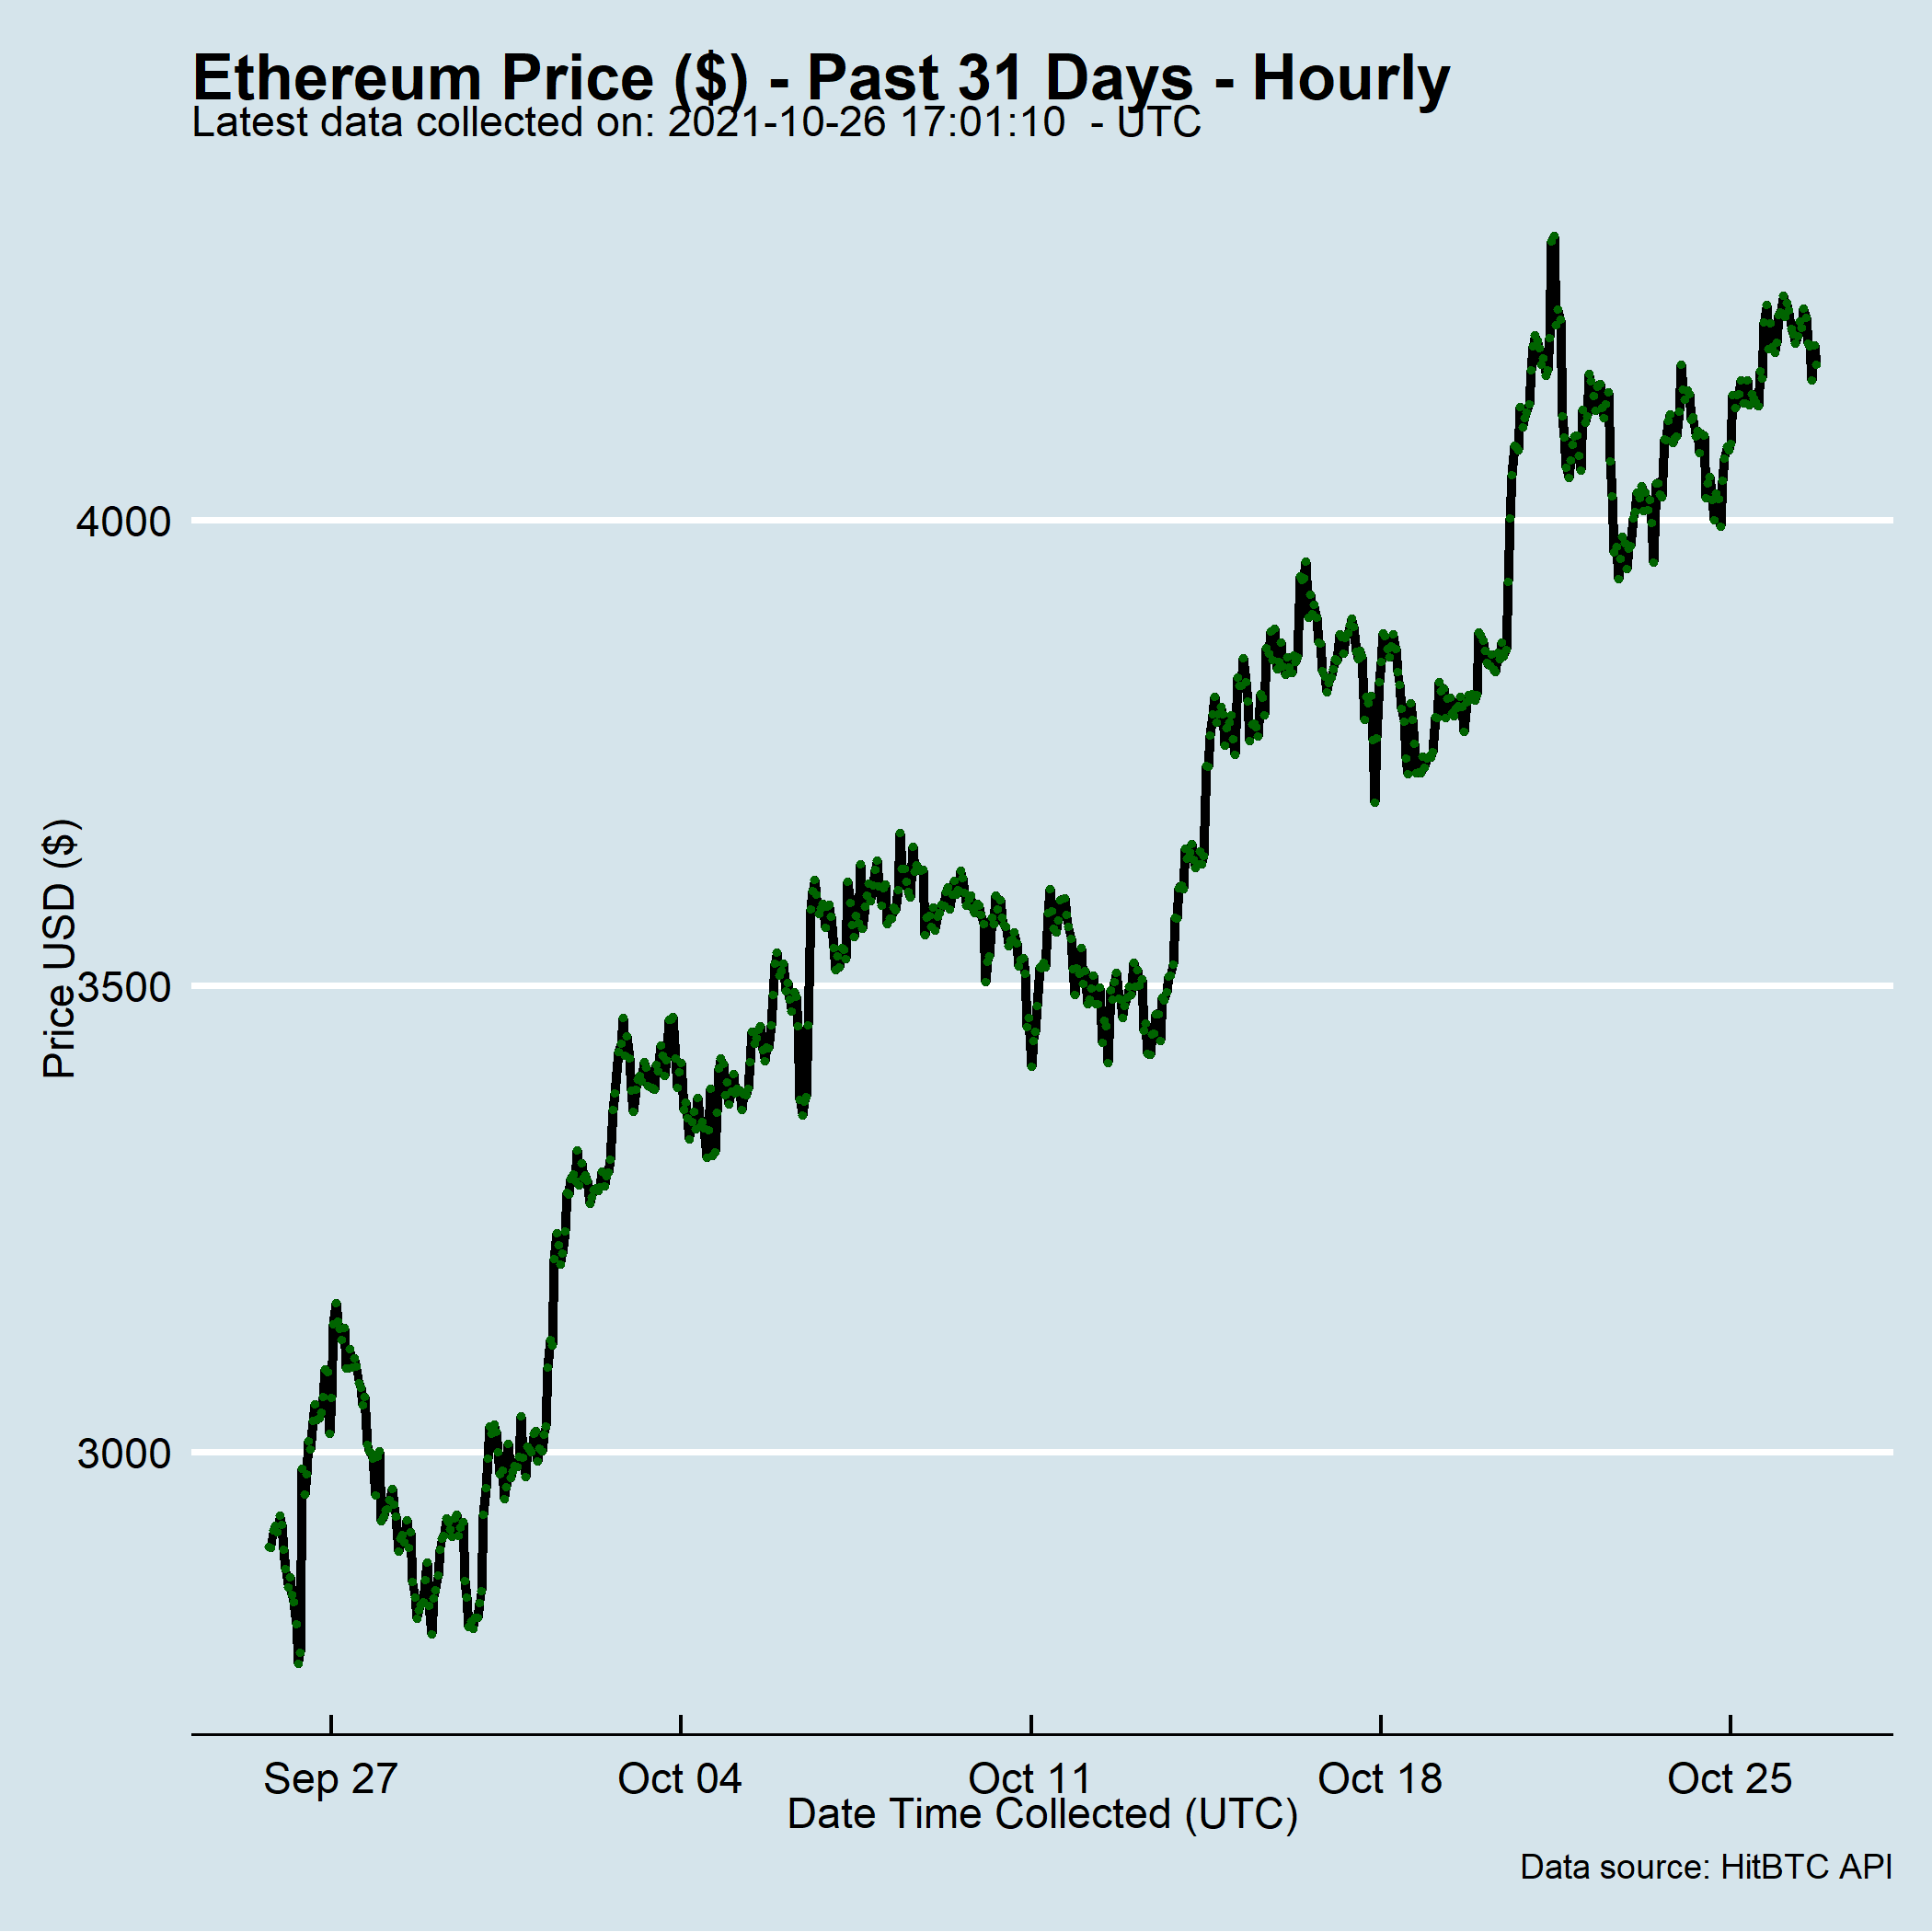 Ethereum Price ($) - Past 31 Days - Hourly
Latest data collected on: 2021-10-26 17:01:10  - UTC
Price USD ($)
4000
3500
3000
Sep 27
Oct 04
Oct 11
Oct 18
Oct 25
Date Time Collected (UTC)
Data source: HitBTC API